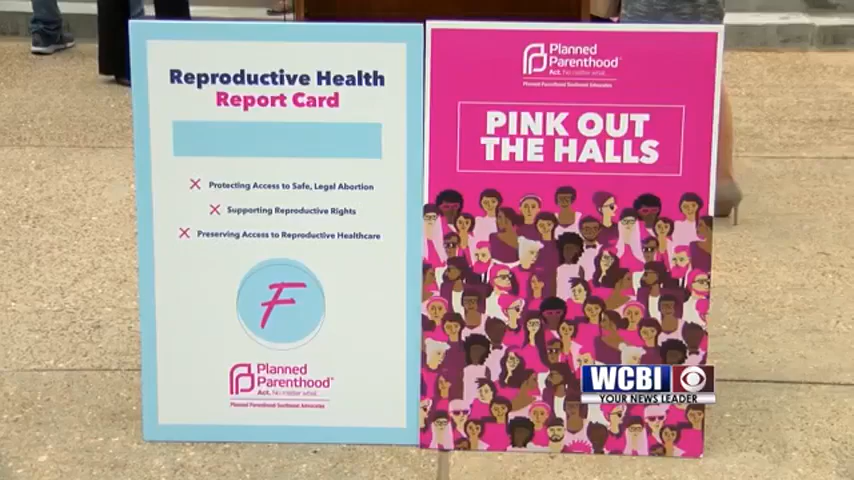 Reproductive Health
Report Card
Protecting Access to Safe, Legal Abortion
Supporting Reproductive Rights
Preserving Access to Reproductive Healthcare
F
Planned
Parenthood
Act. No matter what.
Planned Parenthood Southeast Advocates
Planned
Parenthood
Act. No matter what.
Planned Parenthood Southeast Advocates
PINK OUT
THE HALLS
WCBI
YOUR NEWS LEADER